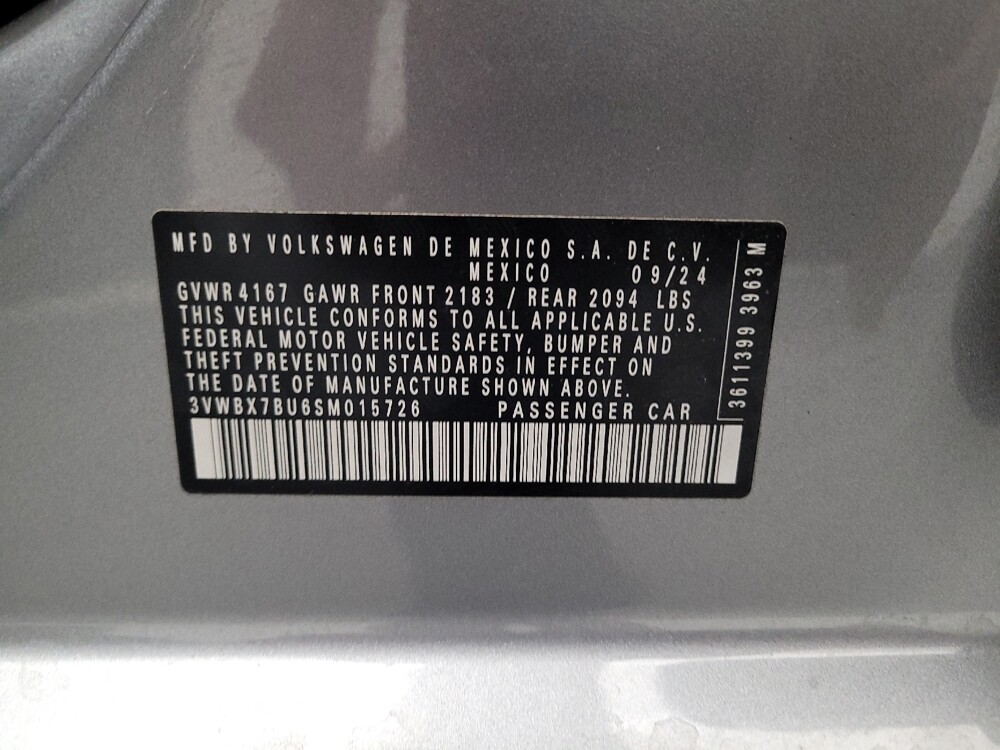 MFD BY VOLKSWAGEN DE MEXICO S.A. DE C.V.
MEXICO 09/24
GVWR 4167 GAWR FRONT 2183 / REAR 2094 LBS
THIS VEHICLE CONFORMS TO ALL APPLICABLE U.S.
FEDERAL MOTOR VEHICLE SAFETY, BUMPER AND
THEFT PREVENTION STANDARDS IN EFFECT ON
THE DATE OF MANUFACTURE SHOWN ABOVE.
3VWBX7BU6SM015726 PASSENGER CAR
3611399 3963 M